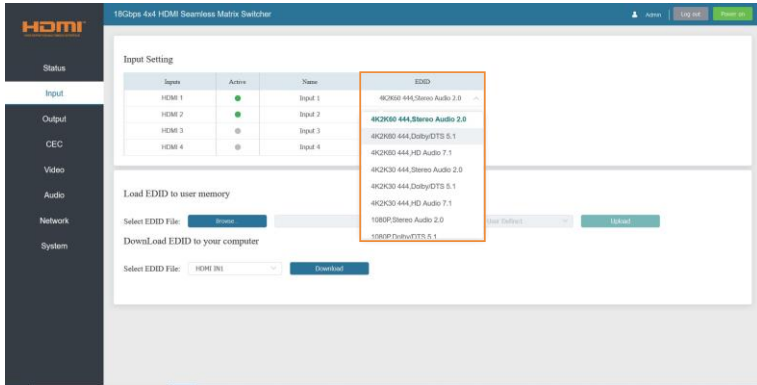 HDMI
18Gbps 4x4 HDMI Seamless Matrix Switcher
Admin
Log out
Power on
Status
Input
Output
CEC
Video
Audio
Network
System
Input Setting
Inputs Active Name EDID
HDMI 1 Input 1 4K2K60 444,Stereo Audio 2.0
HDMI 2 Input 2
HDMI 3 Input 3
HDMI 4 Input 4
4K2K60 444,Stereo Audio 2.0
4K2K60 444,Dolby/DTS 5.1
4K2K60 444,HD Audio 7.1
4K2K30 444,Stereo Audio 2.0
4K2K30 444,Dolby/DTS 5.1
4K2K30 444,HD Audio 7.1
1080P,Stereo Audio 2.0
1080P,Dolby/DTS 5.1
Load EDID to user memory
Select EDID File: Browse Upload
DownLoad EDID to your computer
Select EDID File: HDMI IN1 Download